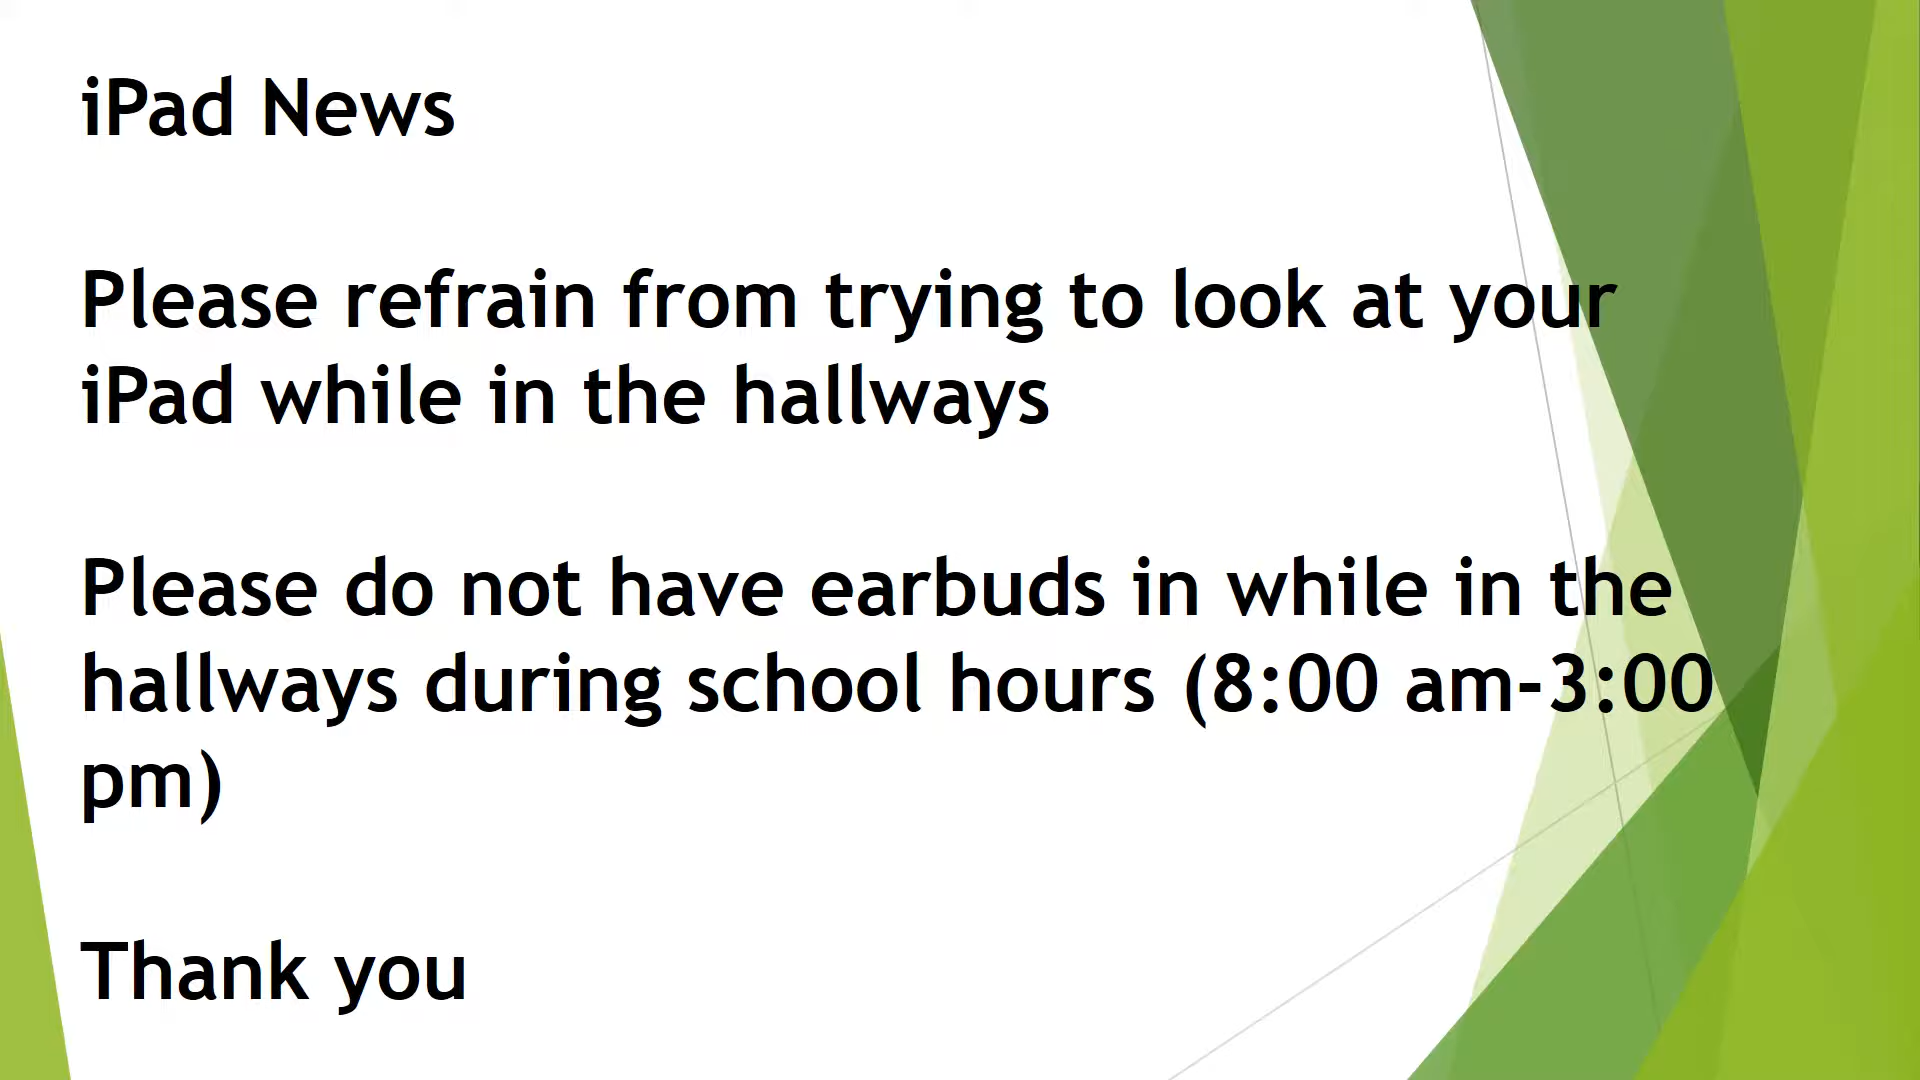 iPad News
Please refrain from trying to look at your
iPad while in the hallways
Please do not have earbuds in while in the
hallways during school hours (8:00 am-3:00
pm)
Thank you